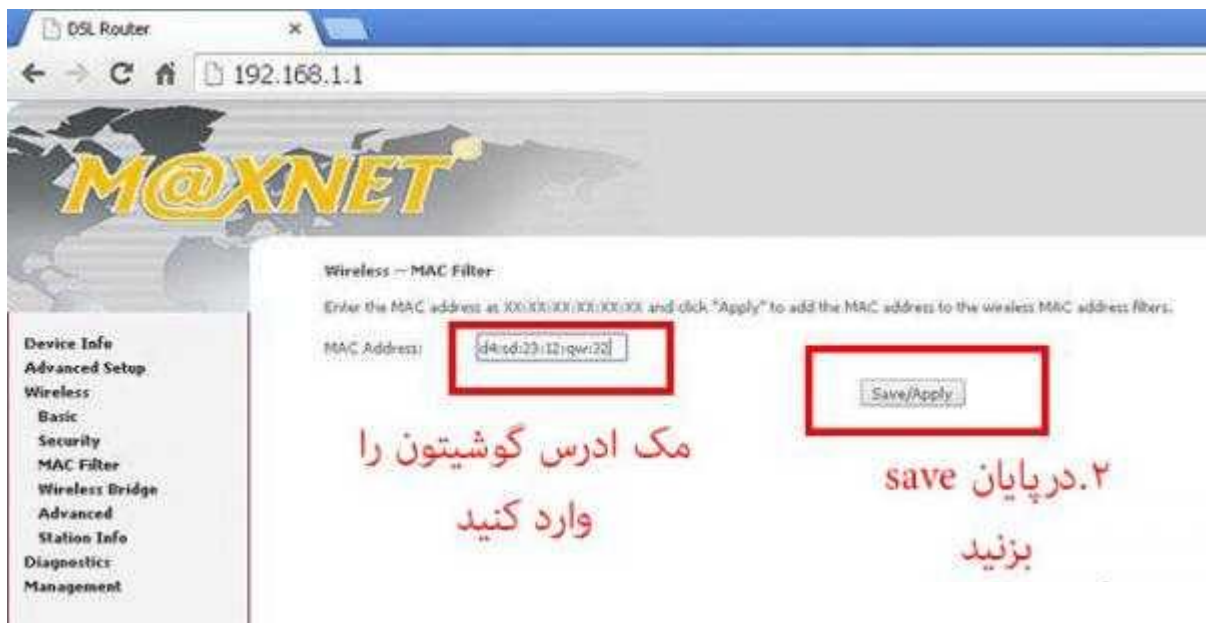 DSL Router
192.168.1.1
M@XNET
Wireless -- MAC Filter
Enter the MAC address as XX:XX:XX:XX:XX:XX and click "Apply" to add the MAC address to the wireless MAC address filters.
MAC Address:
d4:sd:23:12:qw:32
Save/Apply
مک ادرس گوشیتون را
وارد کنید
۲.درپایان save
بزنید
Device Info
Advanced Setup
Wireless
Basic
Security
MAC Filter
Wireless Bridge
Advanced
Station Info
Diagnostics
Management